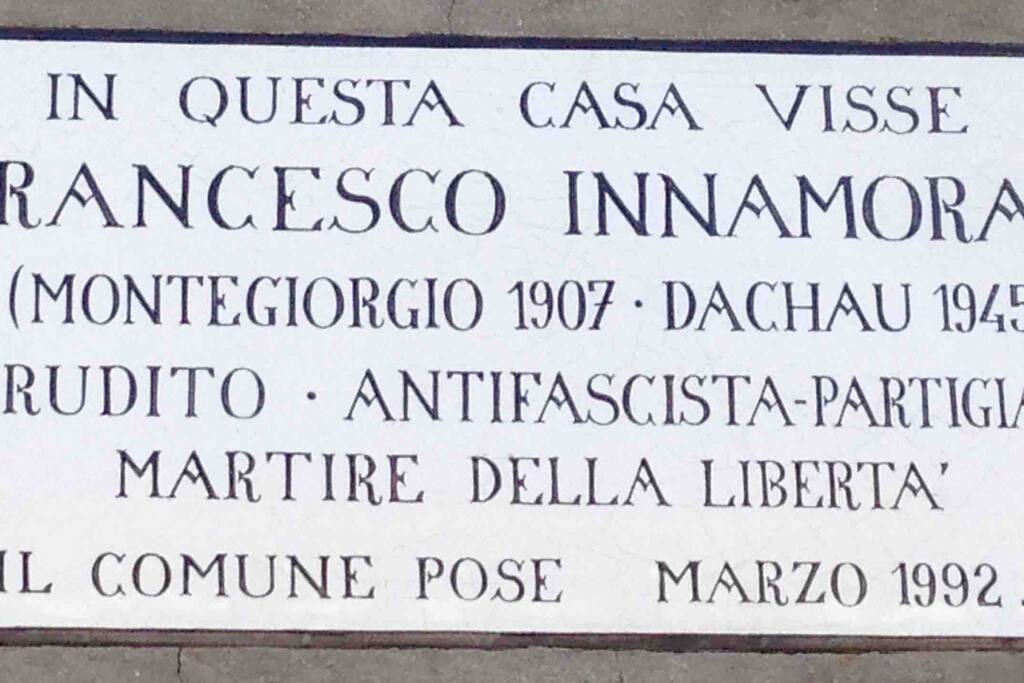 IN QUESTA CASA VISSE
RANCESCO INNAMORA
(MONTEGIORGIO 1907 · DACHAU 1945
RUDITO · ANTIFASCISTA-PARTIGIA
MARTIRE DELLA LIBERTA'
IL COMUNE POSE MARZO 1992.